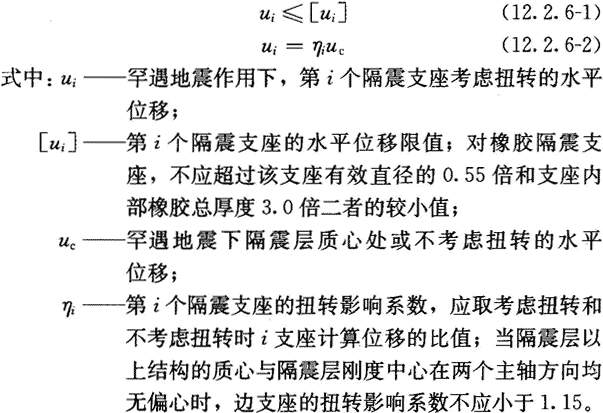 u_i ≤ [u_i] (12.2.6-1)
u_i = η_i u_c (12.2.6-2)
式中：u_i——罕遇地震作用下，第 i 个隔震支座考虑扭转的水平
位移；
[u_i]——第 i 个隔震支座的水平位移限值；对橡胶隔震支
座，不应超过该支座有效直径的 0.55 倍和支座内
部橡胶总厚度 3.0 倍二者的较小值；
u_c——罕遇地震下隔震层质心处或不考虑扭转的水平
位移；
η_i——第 i 个隔震支座的扭转影响系数，应取考虑扭转和
不考虑扭转时 i 支座计算位移的比值；当隔震层以
上结构的质心与隔震层刚度中心在两个主轴方向均
无偏心时，边支座的扭转影响系数不应小于 1.15。